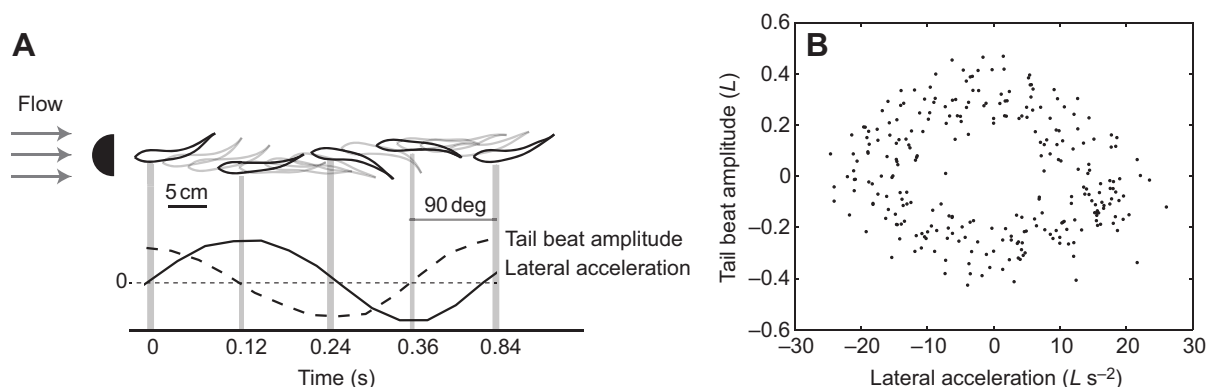 A
Flow
5 cm
90 deg
Tail beat amplitude
Lateral acceleration
0
0 0.12 0.24 0.36 0.84
Time (s)
B
0.6
0.4
0.2
0
–0.2
–0.4
–0.6
–30 –20 –10 0 10 20 30
Tail beat amplitude (L)
Lateral acceleration (L s–2)